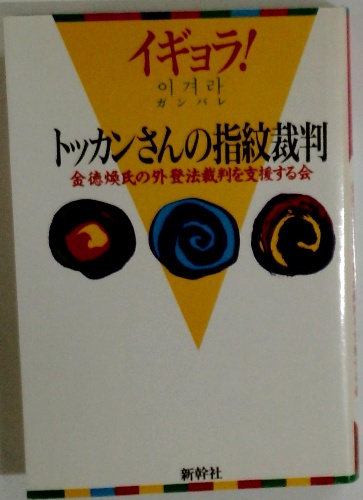 イギョラ!
이겨라
ガンバレ
トッカンさんの指紋裁判
金徳煥氏の外登法裁判を支援する会
新幹社